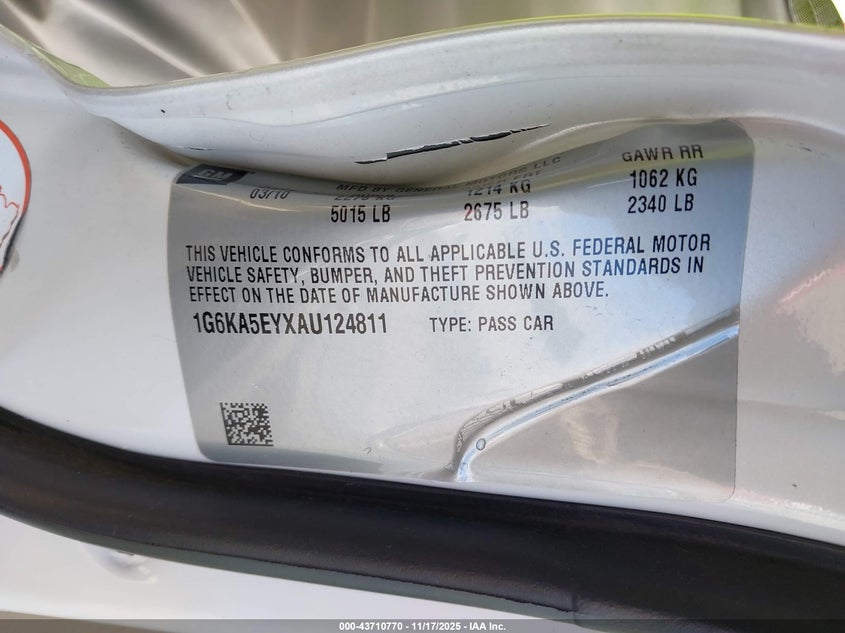 GM
03/10 MFD BY GENERAL MOTORS LLC
GAWR RR
1214 KG 1062 KG
5015 LB 2675 LB 2340 LB
THIS VEHICLE CONFORMS TO ALL APPLICABLE U.S. FEDERAL MOTOR
VEHICLE SAFETY, BUMPER, AND THEFT PREVENTION STANDARDS IN
EFFECT ON THE DATE OF MANUFACTURE SHOWN ABOVE.
1G6KA5EYXAU124811 TYPE: PASS CAR
000-43710770 - 11/17/2025 - IAA Inc.